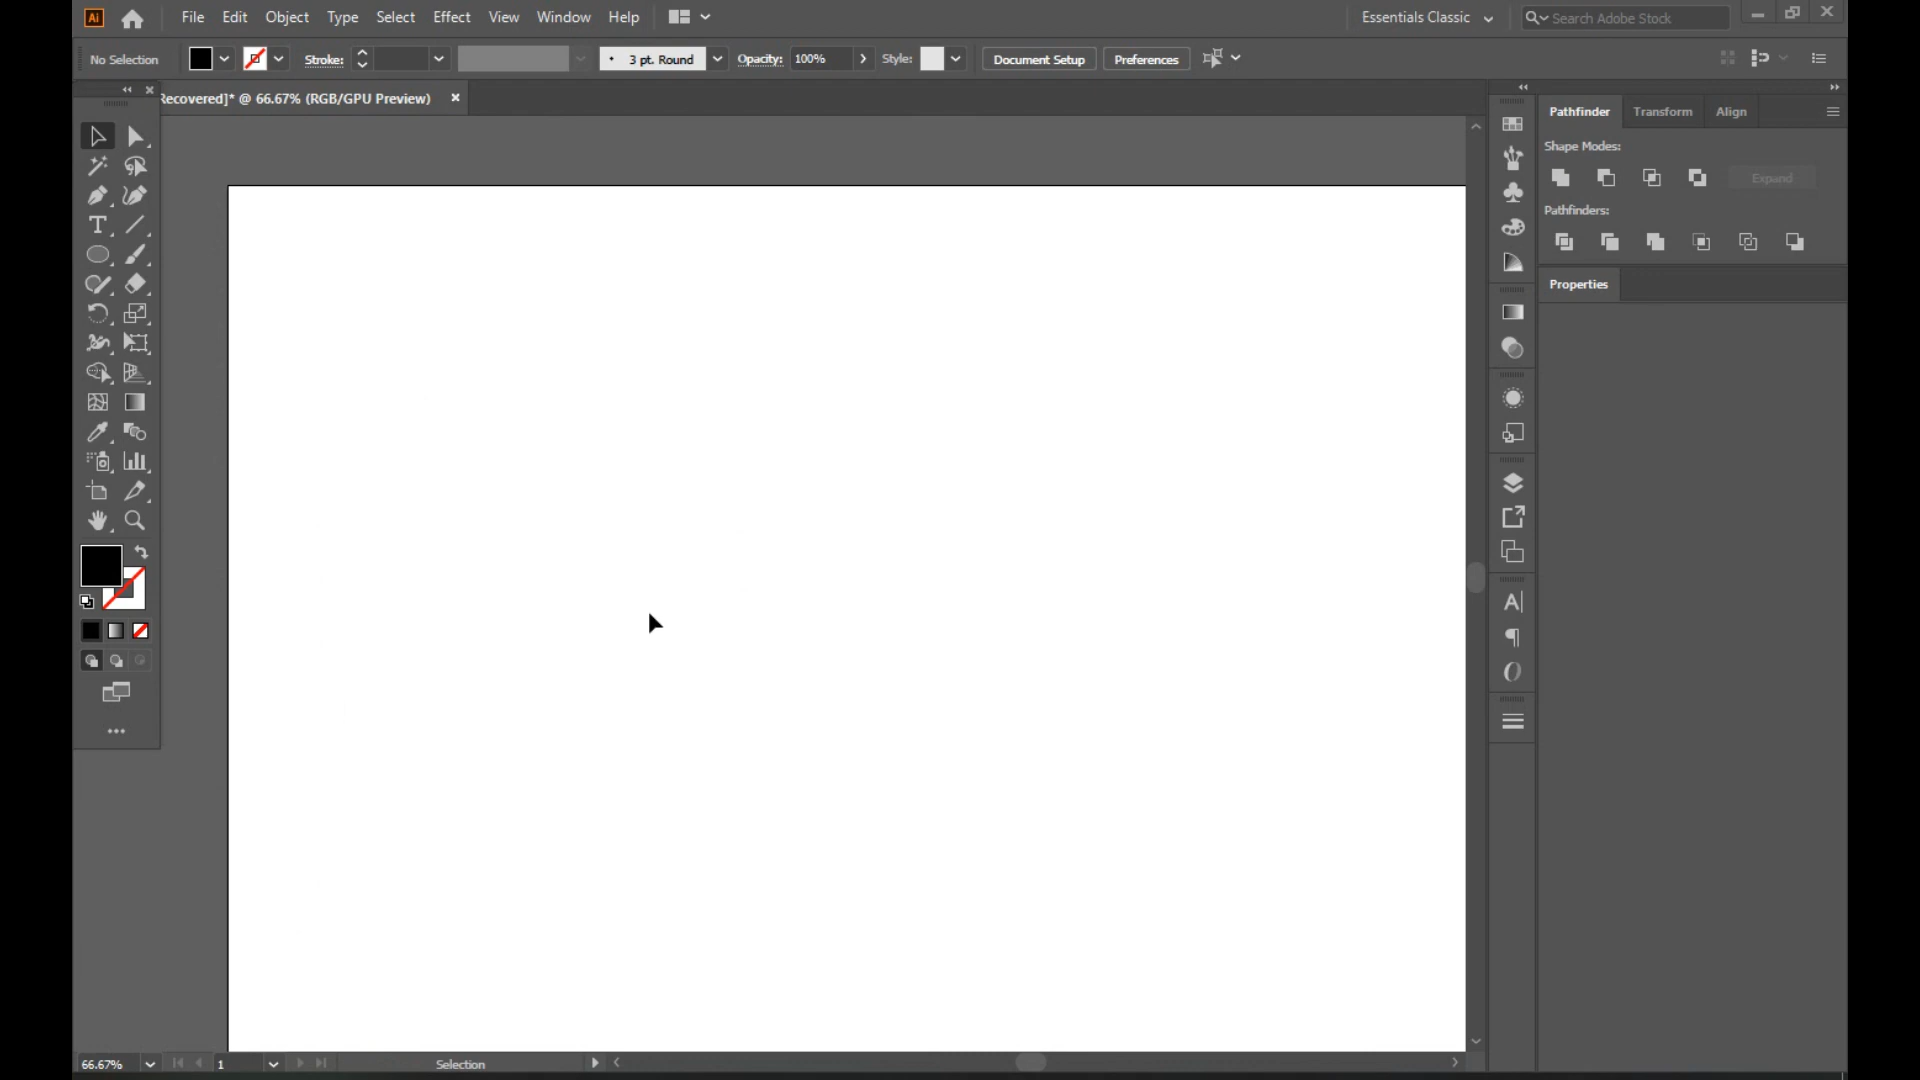 Ai File Edit Object Type Select Effect View Window Help Essentials Classic Search Adobe Stock
No Selection Stroke: 3 pt. Round Opacity: 100% Style: Document Setup Preferences
Recovered]* @ 66.67% (RGB/GPU Preview)
Pathfinder Transform Align
Shape Modes:
Expand
Pathfinders:
Properties
66.67% 1 Selection